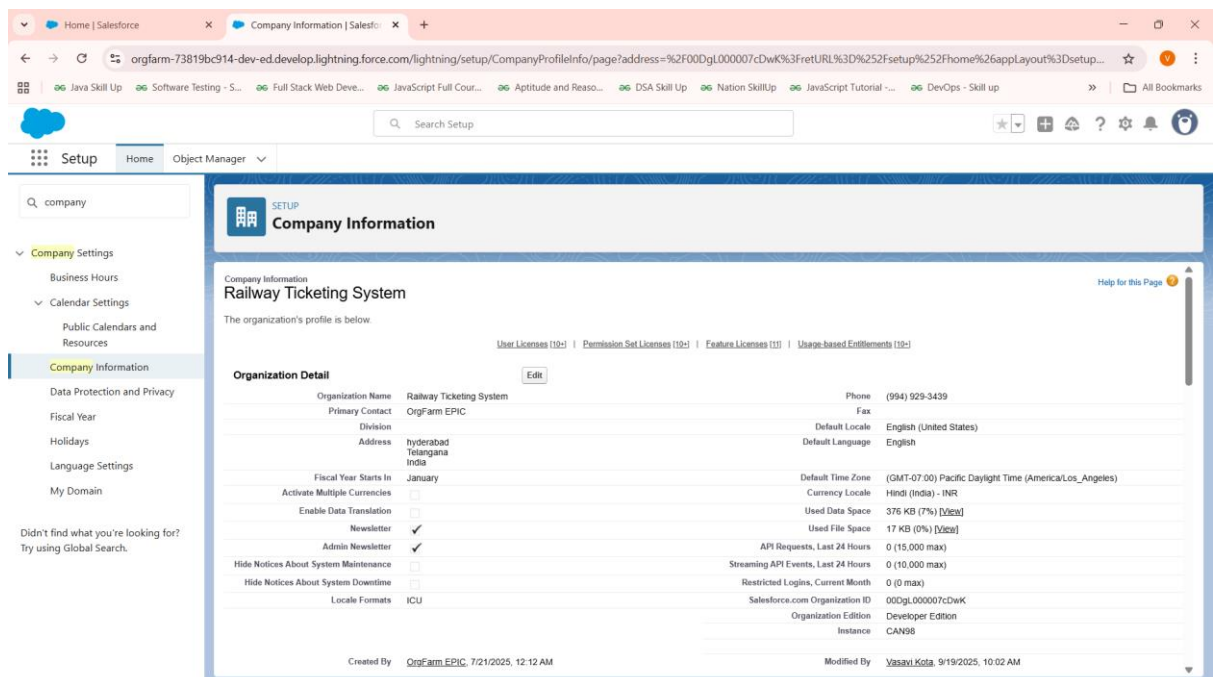 Home | Salesforce
Company Information | Salesfo
orgfarm-73819bc914-dev-ed.develop.lightning.force.com/lightning/setup/CompanyProfileInfo/page?address=%2F00DgL000007cDwK%3FretURL%3D%252Fsetup%252Fhome%26appLayout%3Dsetup...
V
Java Skill Up
Software Testing - S...
Full Stack Web Deve...
JavaScript Full Cour...
Aptitude and Reaso...
DSA Skill Up
Nation SkillUp
JavaScript Tutorial -...
DevOps - Skill up
»
All Bookmarks
Search Setup
Setup
Home
Object Manager
company
Company Settings
Business Hours
Calendar Settings
Public Calendars and
Resources
Company Information
Data Protection and Privacy
Fiscal Year
Holidays
Language Settings
My Domain
Didn't find what you're looking for?
Try using Global Search.
SETUP
Company Information
Company Information
Railway Ticketing System
Help for this Page
The organization's profile is below.
User Licenses [10+] | Permission Set Licenses [10+] | Feature Licenses [11] | Usage-based Entitlements [10+]
Organization Detail Edit
Organization Name Railway Ticketing System Phone (994) 929-3439
Primary Contact OrgFarm EPIC Fax
Division Default Locale English (United States)
Address hyderabad Default Language English
Telangana
India
Fiscal Year Starts In January Default Time Zone (GMT-07:00) Pacific Daylight Time (America/Los_Angeles)
Activate Multiple Currencies Currency Locale Hindi (India) - INR
Enable Data Translation Used Data Space 376 KB (7%) [View]
Newsletter ✓ Used File Space 17 KB (0%) [View]
Admin Newsletter ✓ API Requests, Last 24 Hours 0 (15,000 max)
Hide Notices About System Maintenance Streaming API Events, Last 24 Hours 0 (10,000 max)
Hide Notices About System Downtime Restricted Logins, Current Month 0 (0 max)
Locale Formats ICU Salesforce.com Organization ID 00DgL000007cDwK
Organization Edition Developer Edition
Instance CAN98
Created By OrgFarm EPIC, 7/21/2025, 12:12 AM Modified By Vasavi Kota, 9/19/2025, 10:02 AM